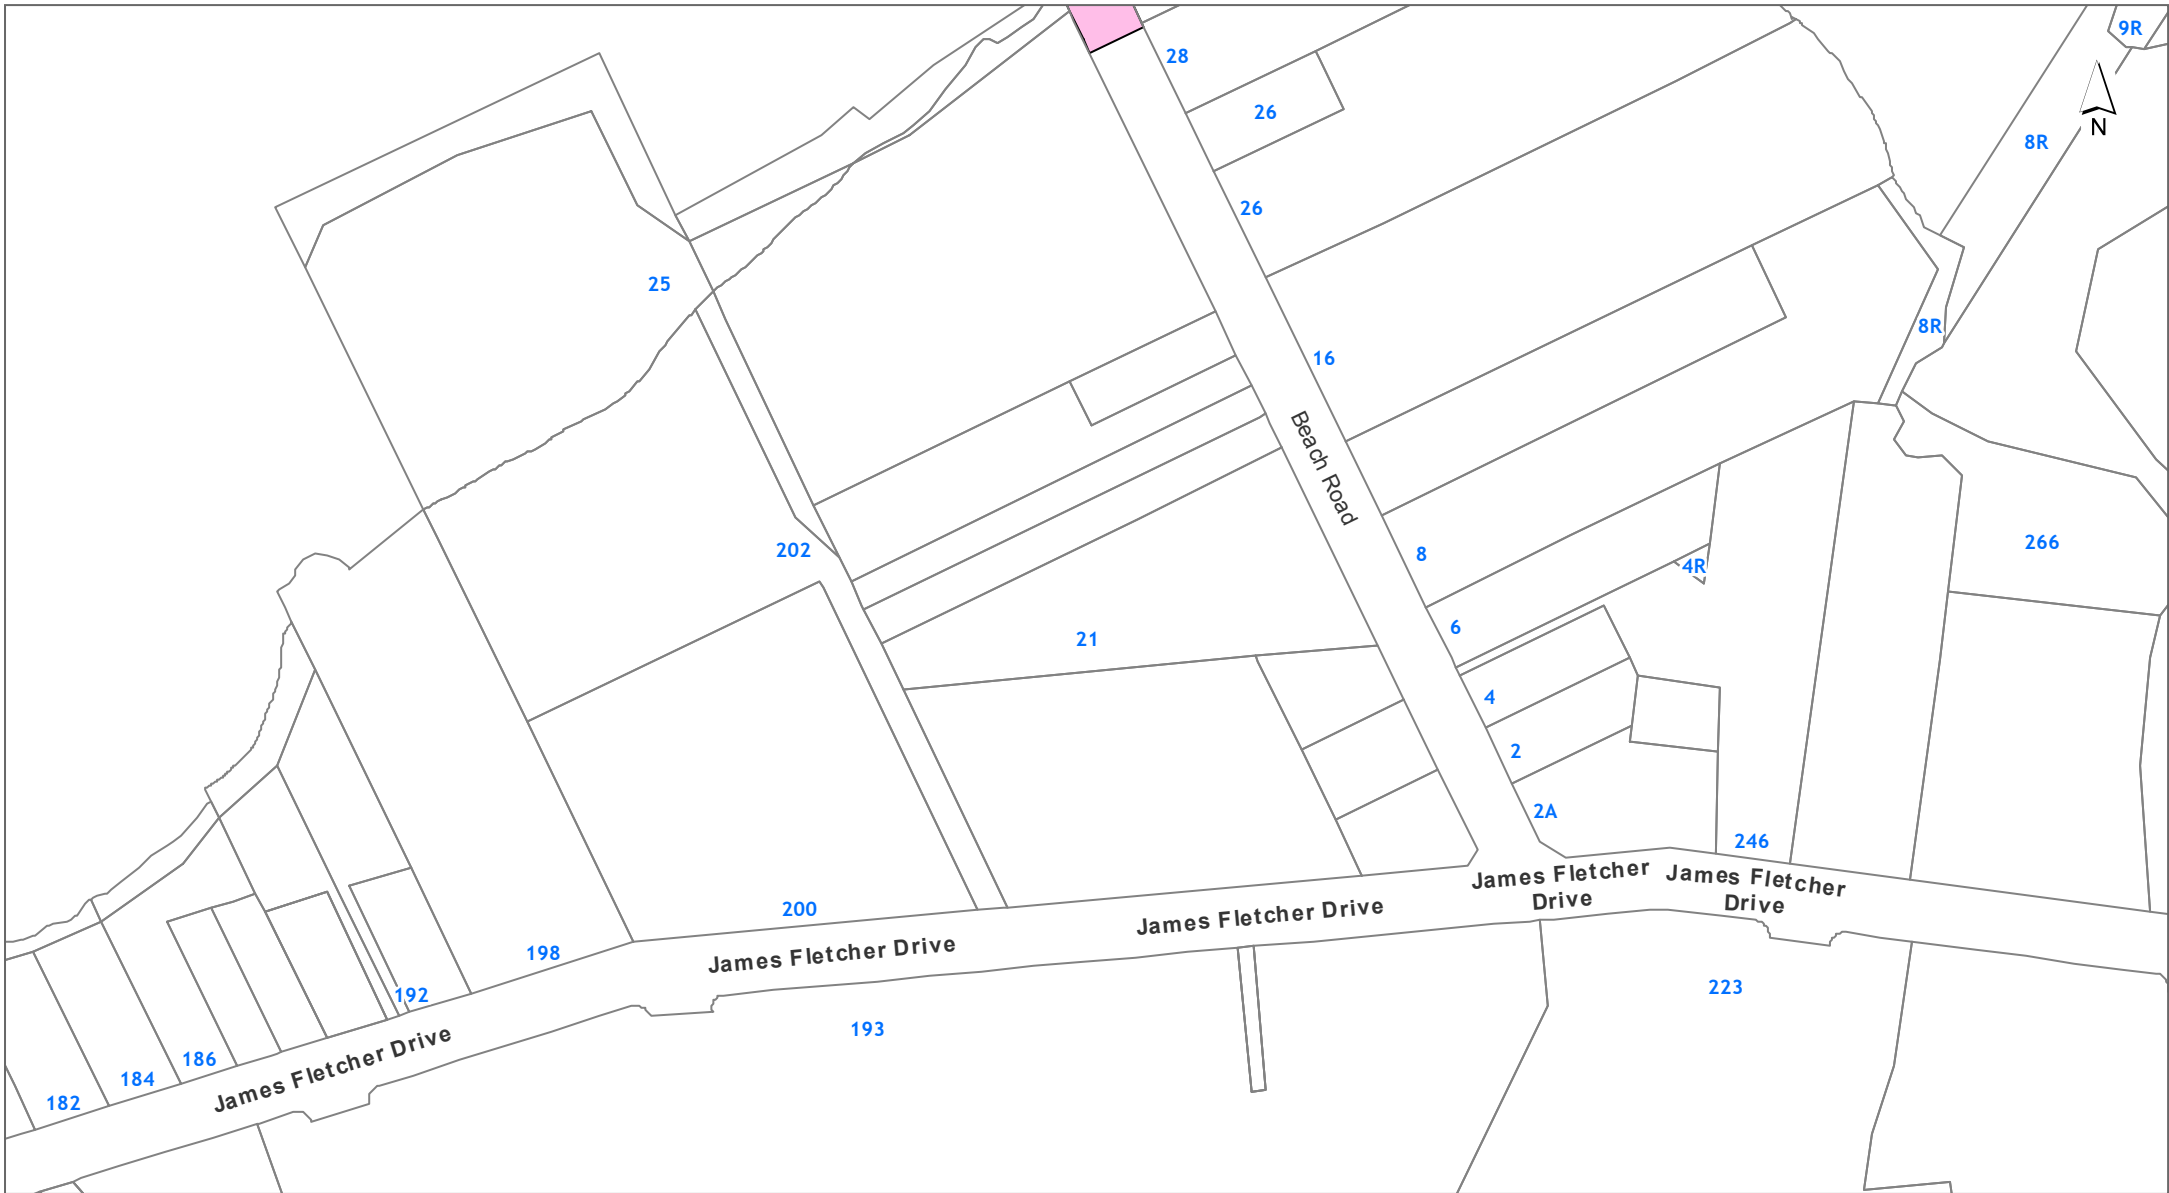 9R
28
N
26
8R
26
25
8R
16
Beach Road
266
202
8
4R
6
21
4
2
2A
246
James Fletcher
Drive
James Fletcher
Drive
200
James Fletcher Drive
198
James Fletcher Drive
192
223
193
James Fletcher Drive
186
184
182